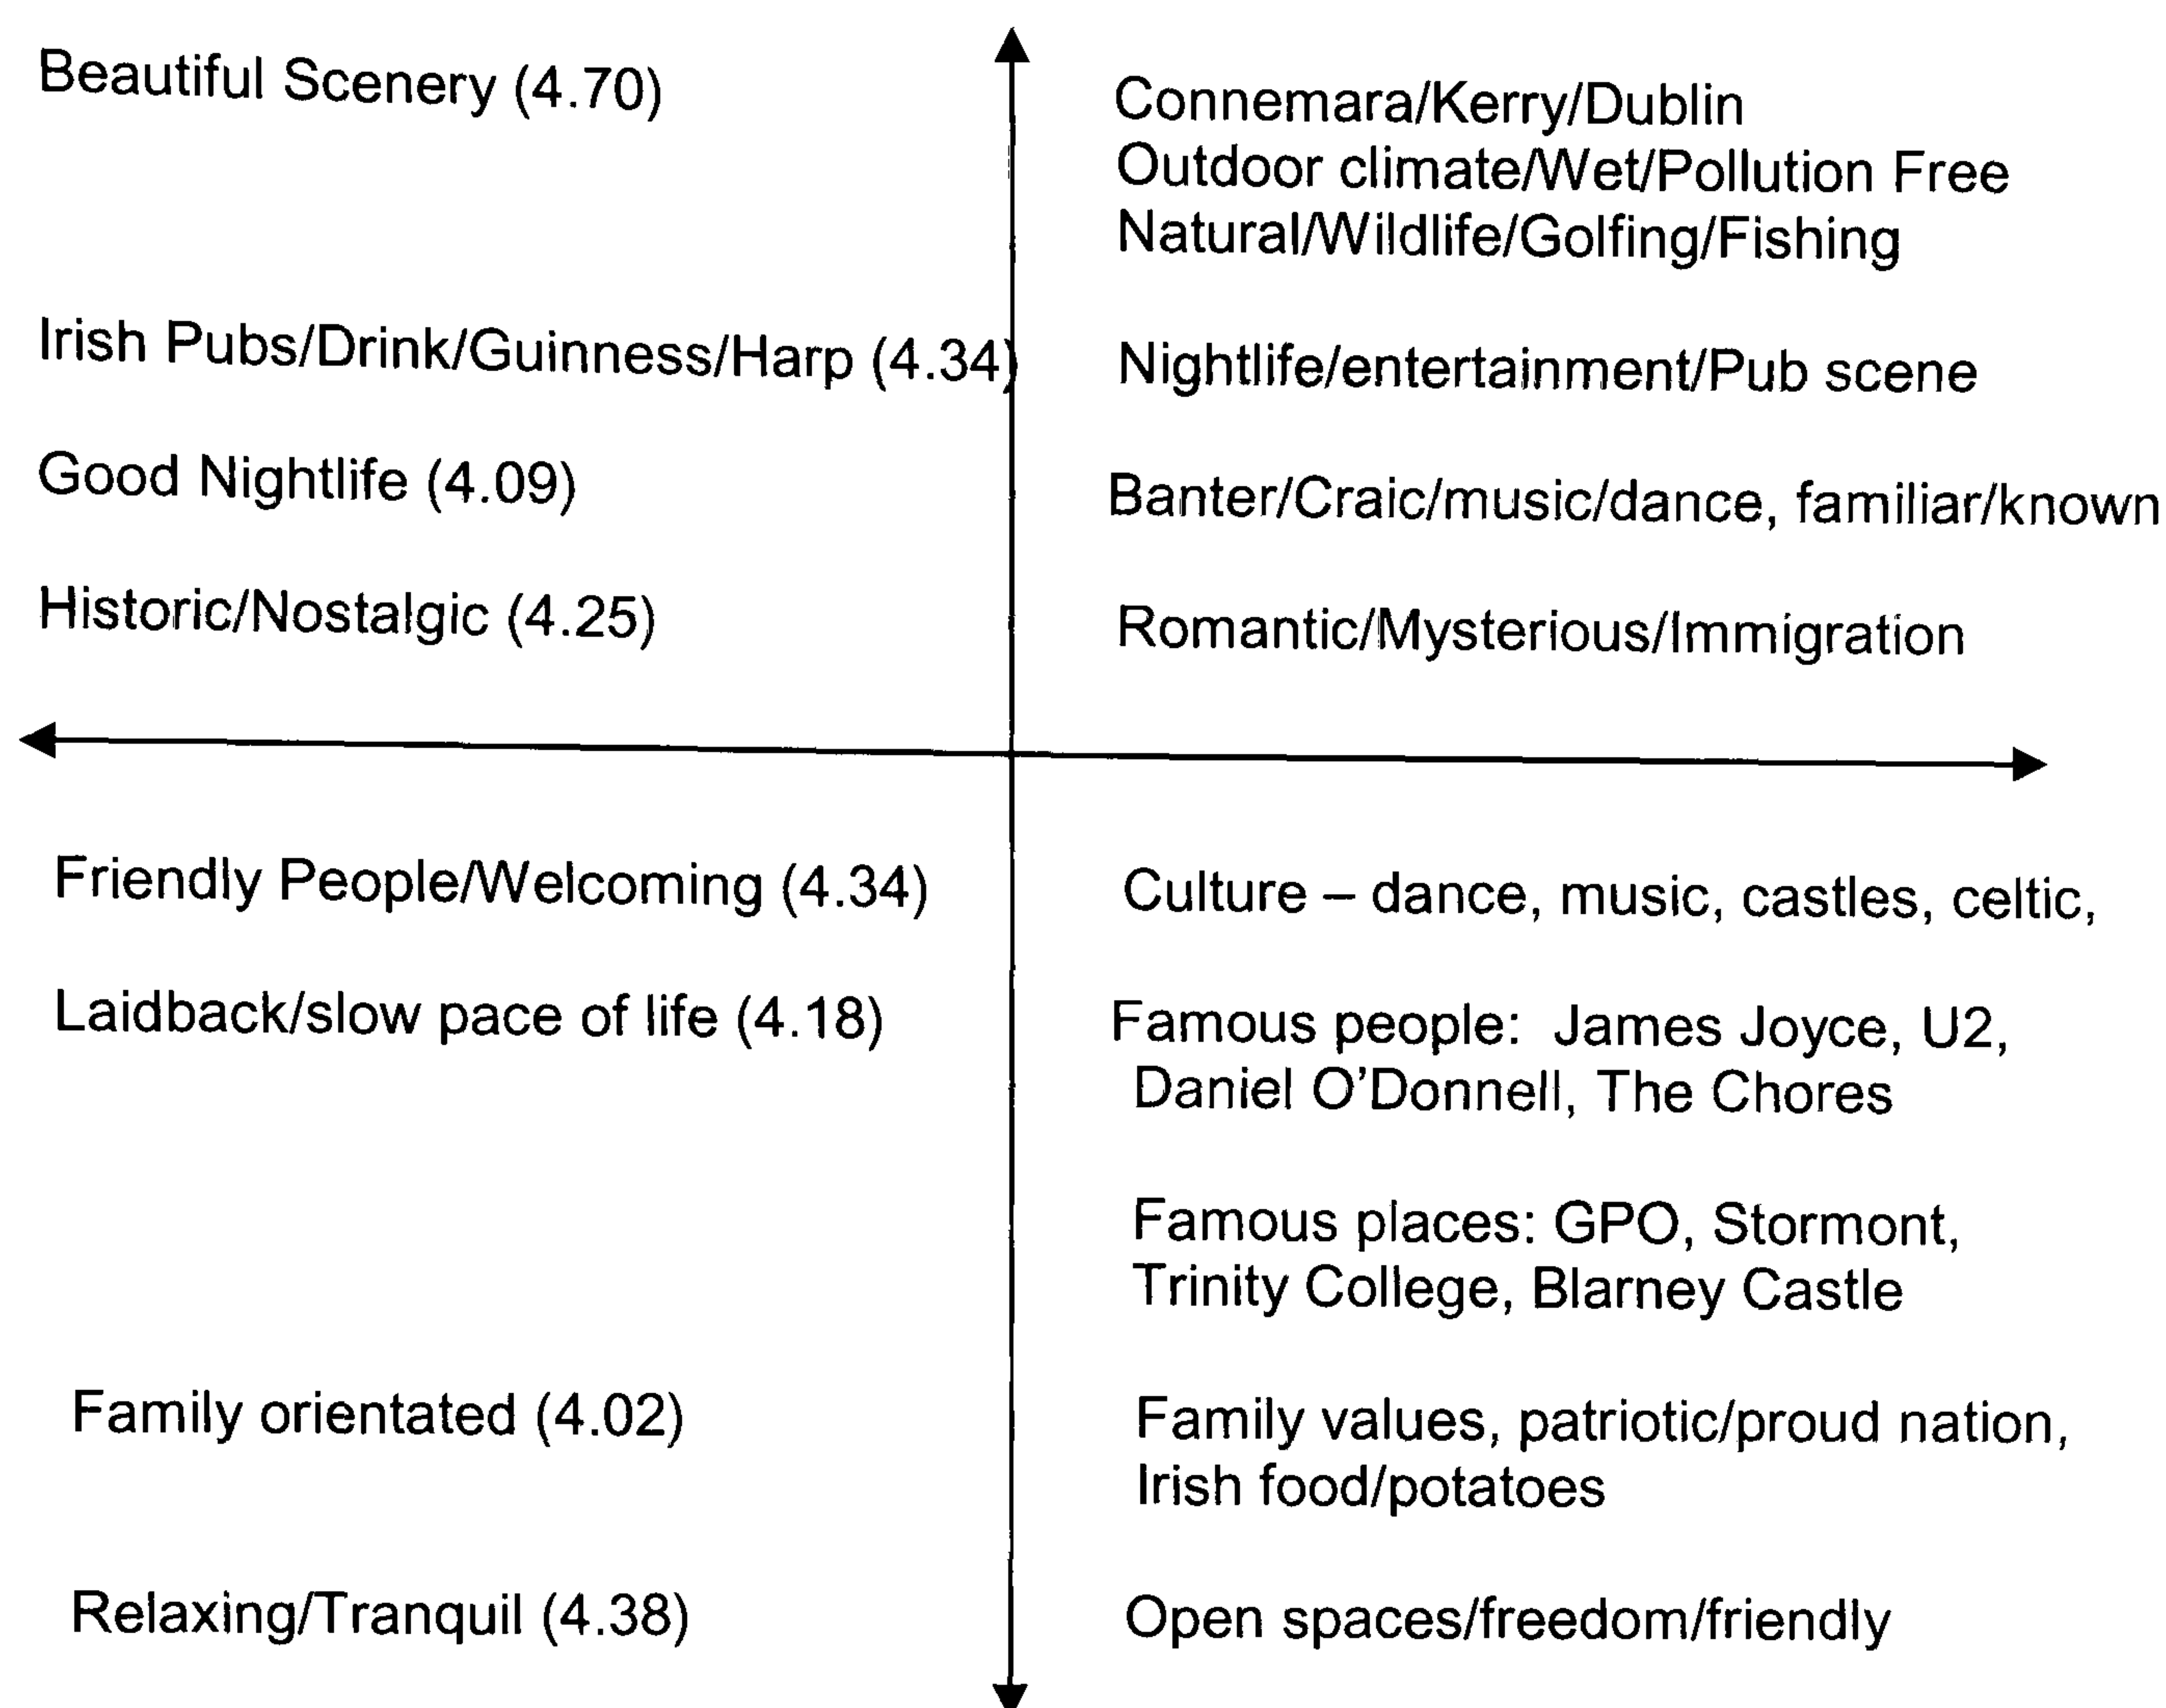 Beautiful Scenery (4.70)
Connemara/Kerry/Dublin
Outdoor climate/Wet/Pollution Free
Natural/Wildlife/Golfing/Fishing
Irish Pubs/Drink/Guinness/Harp (4.34)
Nightlife/entertainment/Pub scene
Good Nightlife (4.09)
Banter/Craic/music/dance, familiar/known
Historic/Nostalgic (4.25)
Romantic/Mysterious/Immigration
Friendly People/Welcoming (4.34)
Culture – dance, music, castles, celtic,
Laidback/slow pace of life (4.18)
Famous people: James Joyce, U2,
Daniel O'Donnell, The Chores
Famous places: GPO, Stormont,
Trinity College, Blarney Castle
Family orientated (4.02)
Family values, patriotic/proud nation,
Irish food/potatoes
Relaxing/Tranquil (4.38)
Open spaces/freedom/friendly